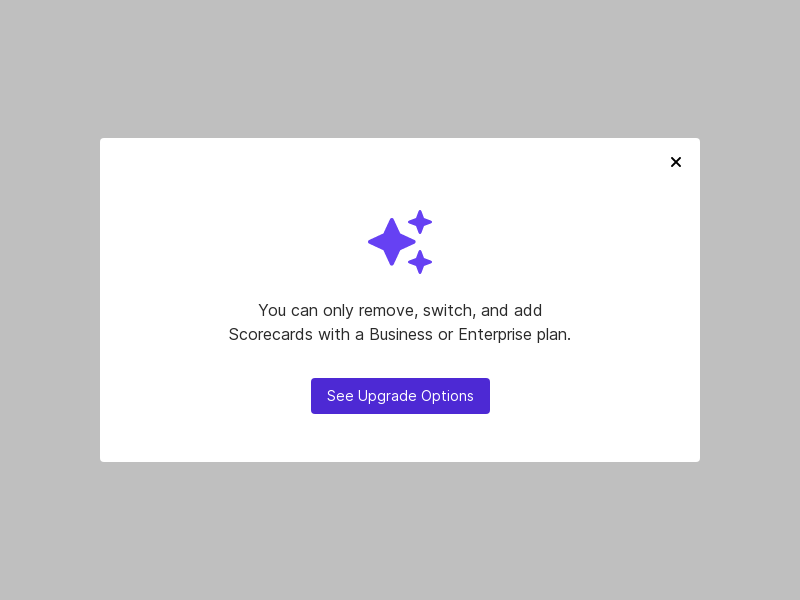 You can only remove, switch, and add
Scorecards with a Business or Enterprise plan.
See Upgrade Options